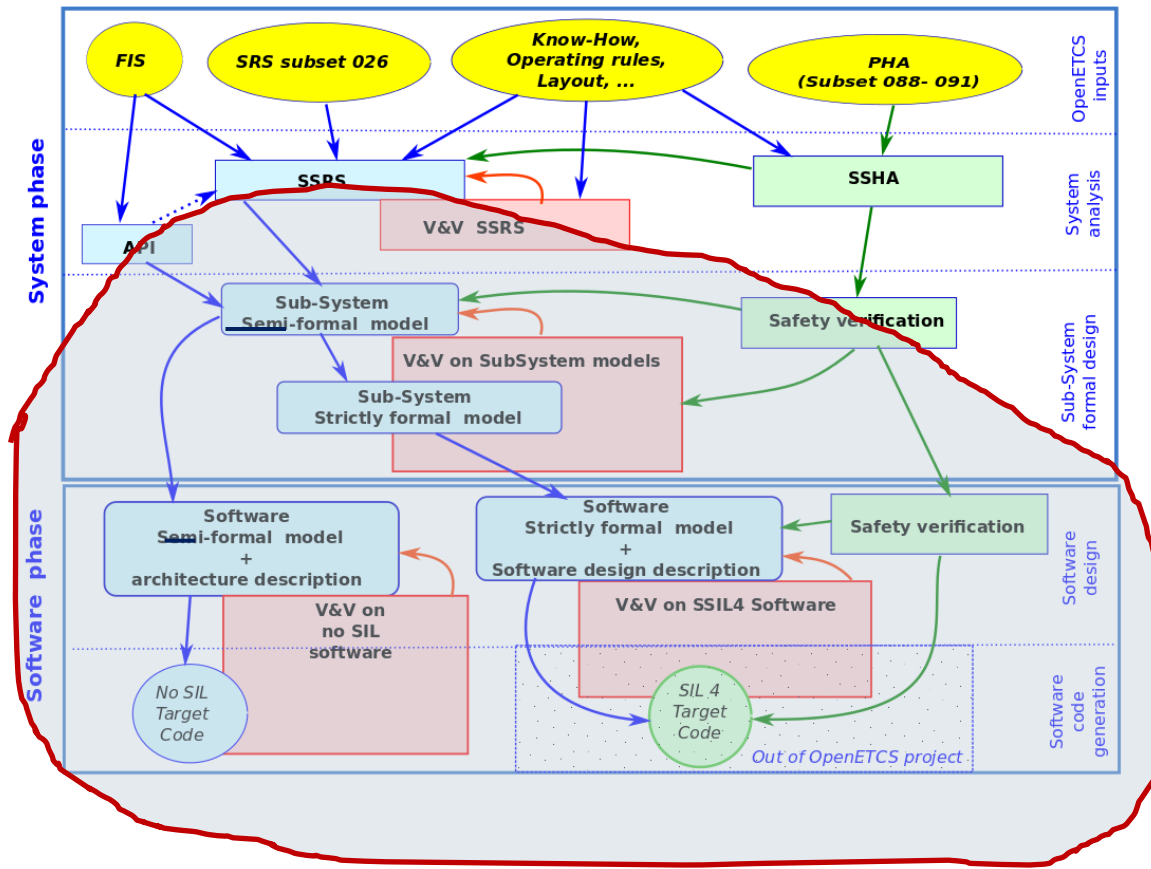 FIS
SRS subset 026
Know-How,
Operating rules,
Layout, ...
PHA
(Subset 088- 091)
OpenETCS
inputs
System phase
SSRS
SSHA
V&V SSRS
API
System
analysis
Sub-System
Semi-formal model
Safety verification
V&V on SubSystem models
Sub-System
Strictly formal model
Sub-System
formal design
Software phase
Software
Semi-formal model
+
architecture description
Software
Strictly formal model
+
Software design description
Safety verification
Software
design
V&V on
no SIL
software
V&V on SSIL4 Software
No SIL
Target
Code
SIL 4
Target
Code
Out of OpenETCS project
Software
code
generation